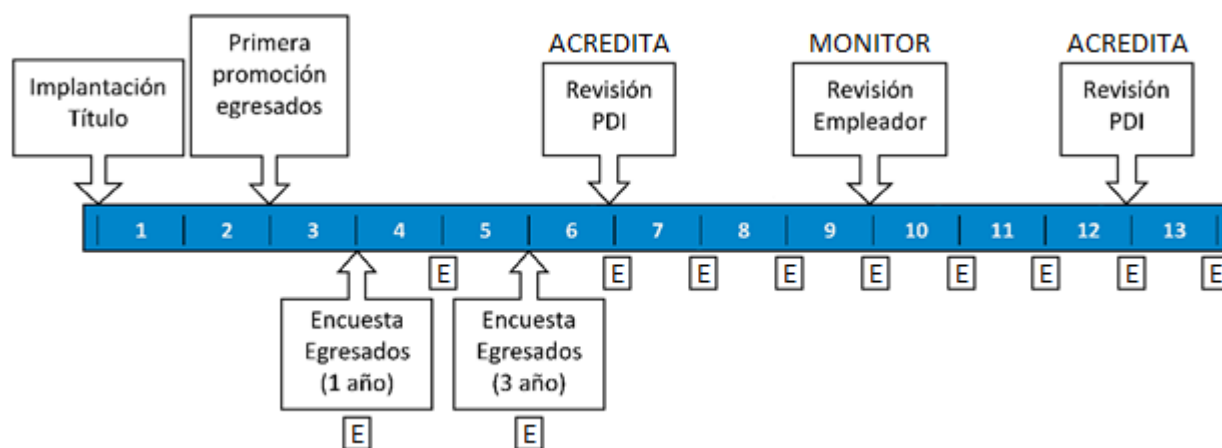 Implantación
Título
Primera
promoción
egresados
ACREDITA
Revisión
PDI
MONITOR
Revisión
Empleador
ACREDITA
Revisión
PDI
1 2 3 4 5 6 7 8 9 10 11 12 13
E E E E E E E E E
Encuesta
Egresados
(1 año)
E
Encuesta
Egresados
(3 año)
E